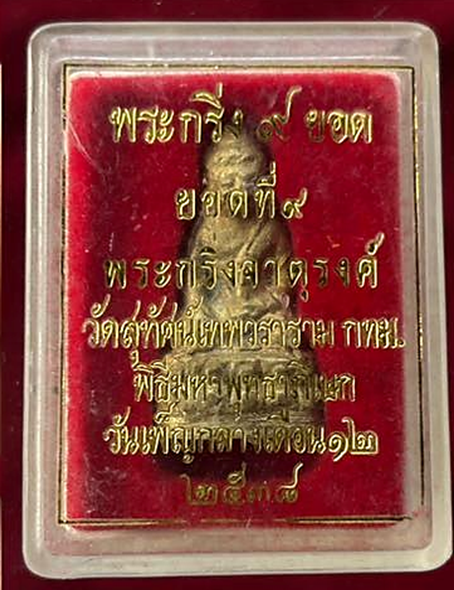 พระกริ่ง ๙ ยอด
ยอดที่๙
พระกริ่งจาตุรงค์
วัดสุทัศน์เทพวราราม กทม.
พิธีมหาพุทธาภิเษก
วันเพ็ญกลางเดือน๑๒
๒๕๓๘